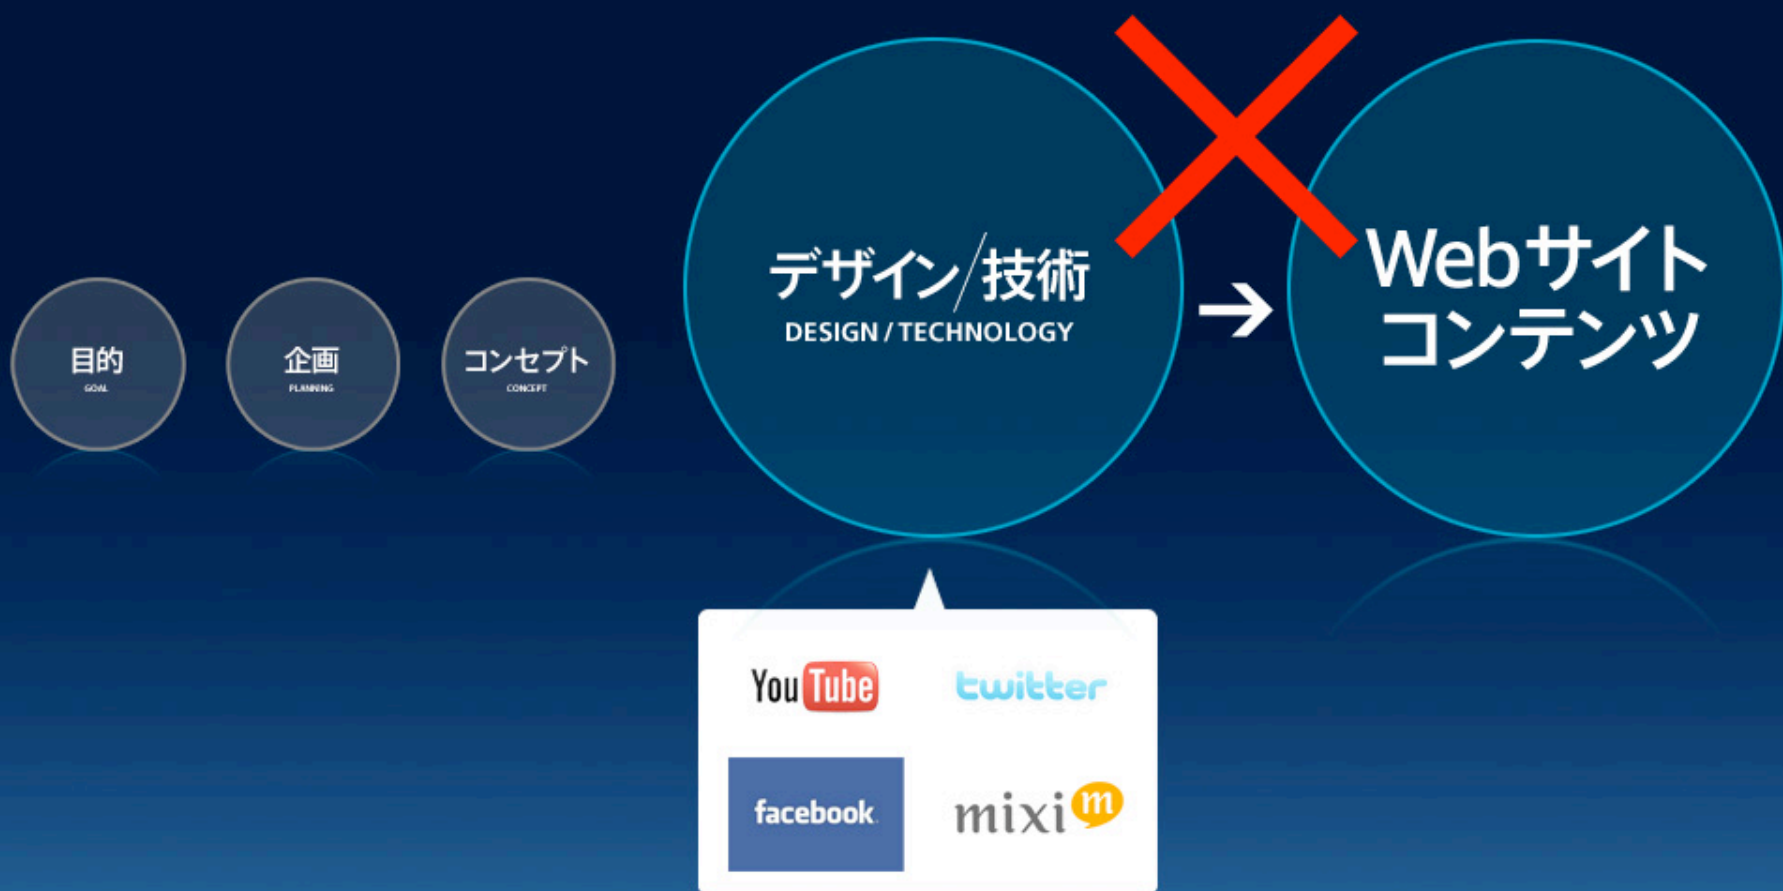 目的
GOAL
企画
PLANNING
コンセプト
CONCEPT
デザイン/技術
DESIGN / TECHNOLOGY
→
Webサイト
コンテンツ
YouTube
twitter
facebook
mixi m